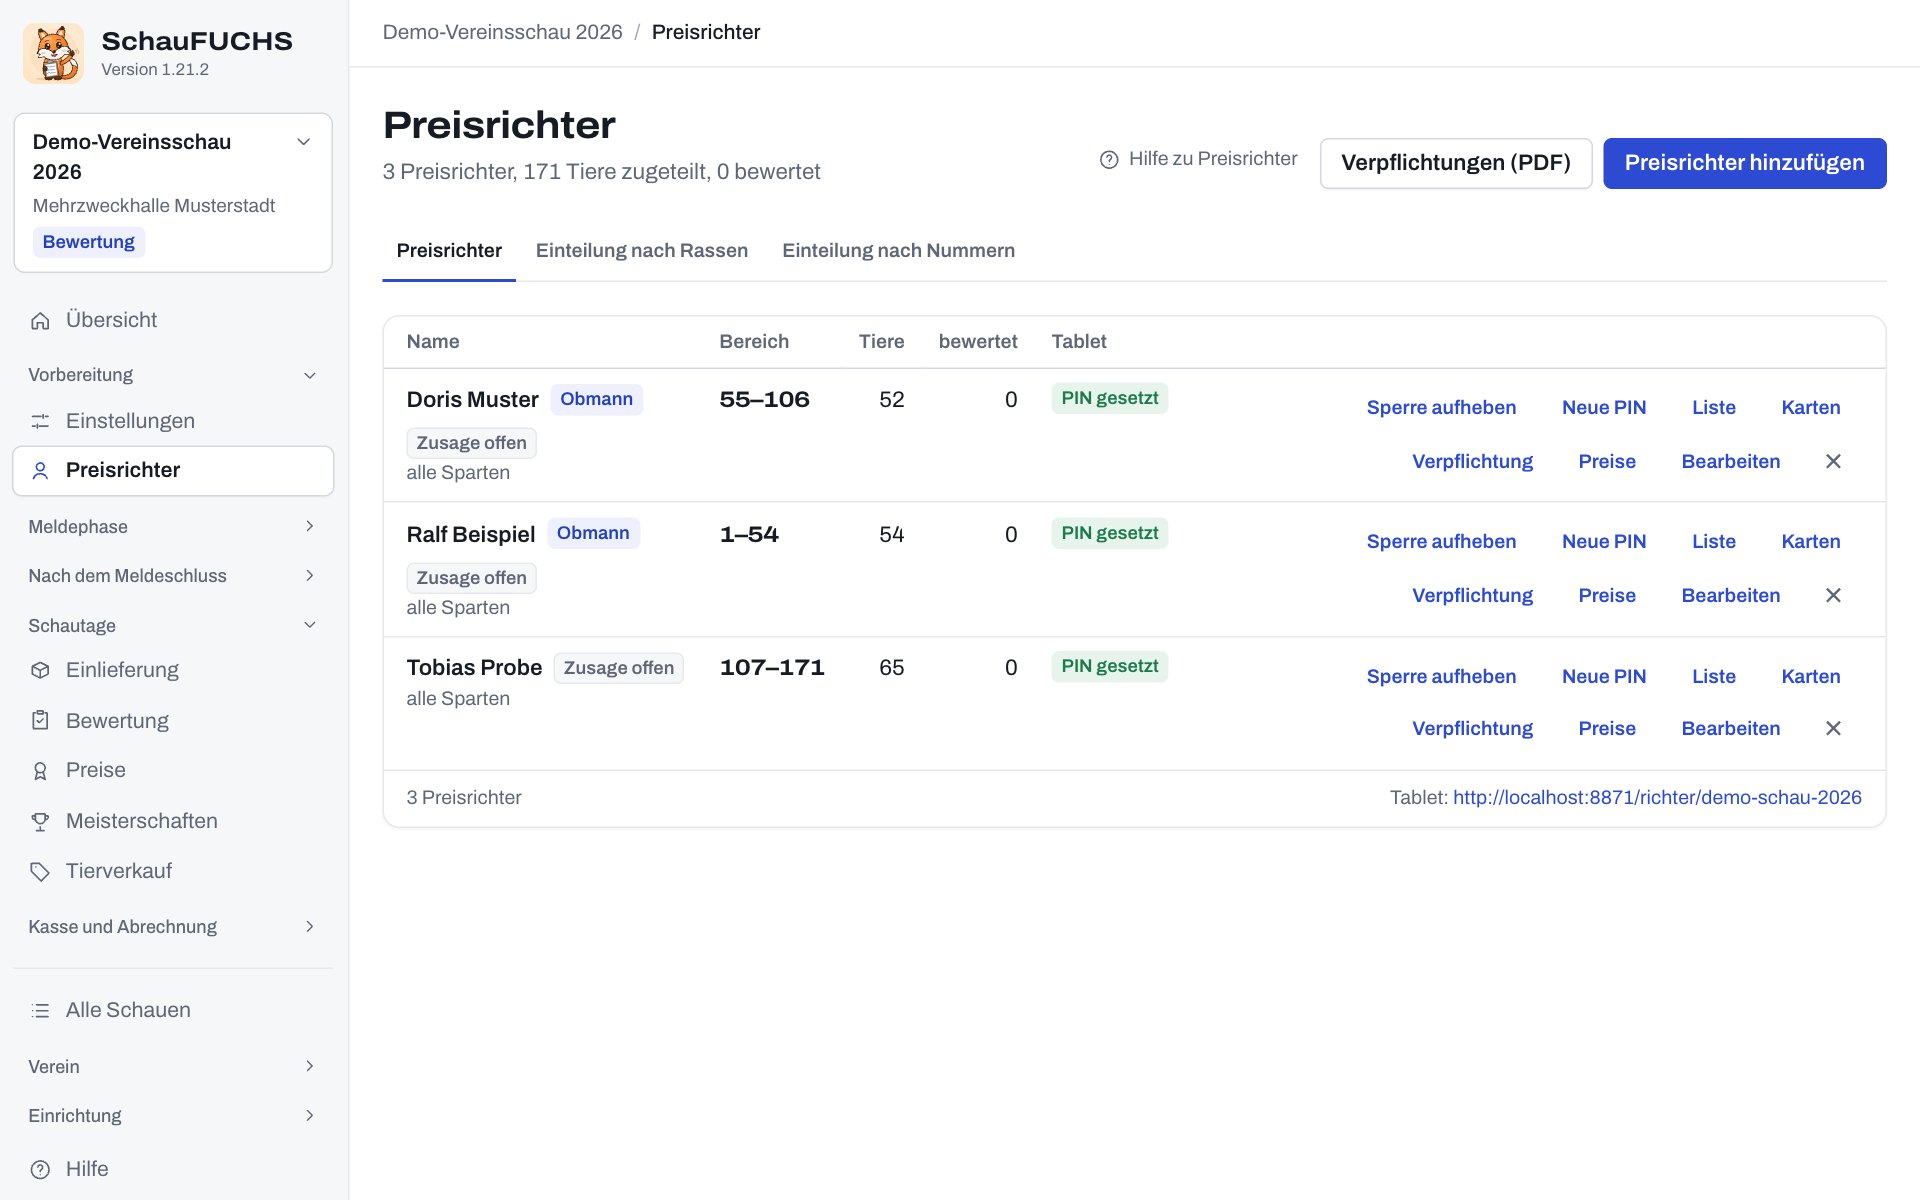 SchauFUCHS
Version 1.21.2
Demo-Vereinsschau 2026
Mehrzweckhalle Musterstadt
Bewertung
Übersicht
Vorbereitung
Einstellungen
Preisrichter
Meldephase
Nach dem Meldeschluss
Schautage
Einlieferung
Bewertung
Preise
Meisterschaften
Tierverkauf
Kasse und Abrechnung
Alle Schauen
Verein
Einrichtung
Hilfe
Demo-Vereinsschau 2026 / Preisrichter
Preisrichter
3 Preisrichter, 171 Tiere zugeteilt, 0 bewertet
Hilfe zu Preisrichter
Verpflichtungen (PDF)
Preisrichter hinzufügen
Preisrichter Einteilung nach Rassen Einteilung nach Nummern
Name Bereich Tiere bewertet Tablet
Doris Muster Obmann 55–106 52 0 PIN gesetzt Sperre aufheben Neue PIN Liste Karten
Zusage offen Verpflichtung Preise Bearbeiten ✕
alle Sparten
Ralf Beispiel Obmann 1–54 54 0 PIN gesetzt Sperre aufheben Neue PIN Liste Karten
Zusage offen Verpflichtung Preise Bearbeiten ✕
alle Sparten
Tobias Probe Zusage offen 107–171 65 0 PIN gesetzt Sperre aufheben Neue PIN Liste Karten
alle Sparten Verpflichtung Preise Bearbeiten ✕
3 Preisrichter Tablet: http://localhost:8871/richter/demo-schau-2026